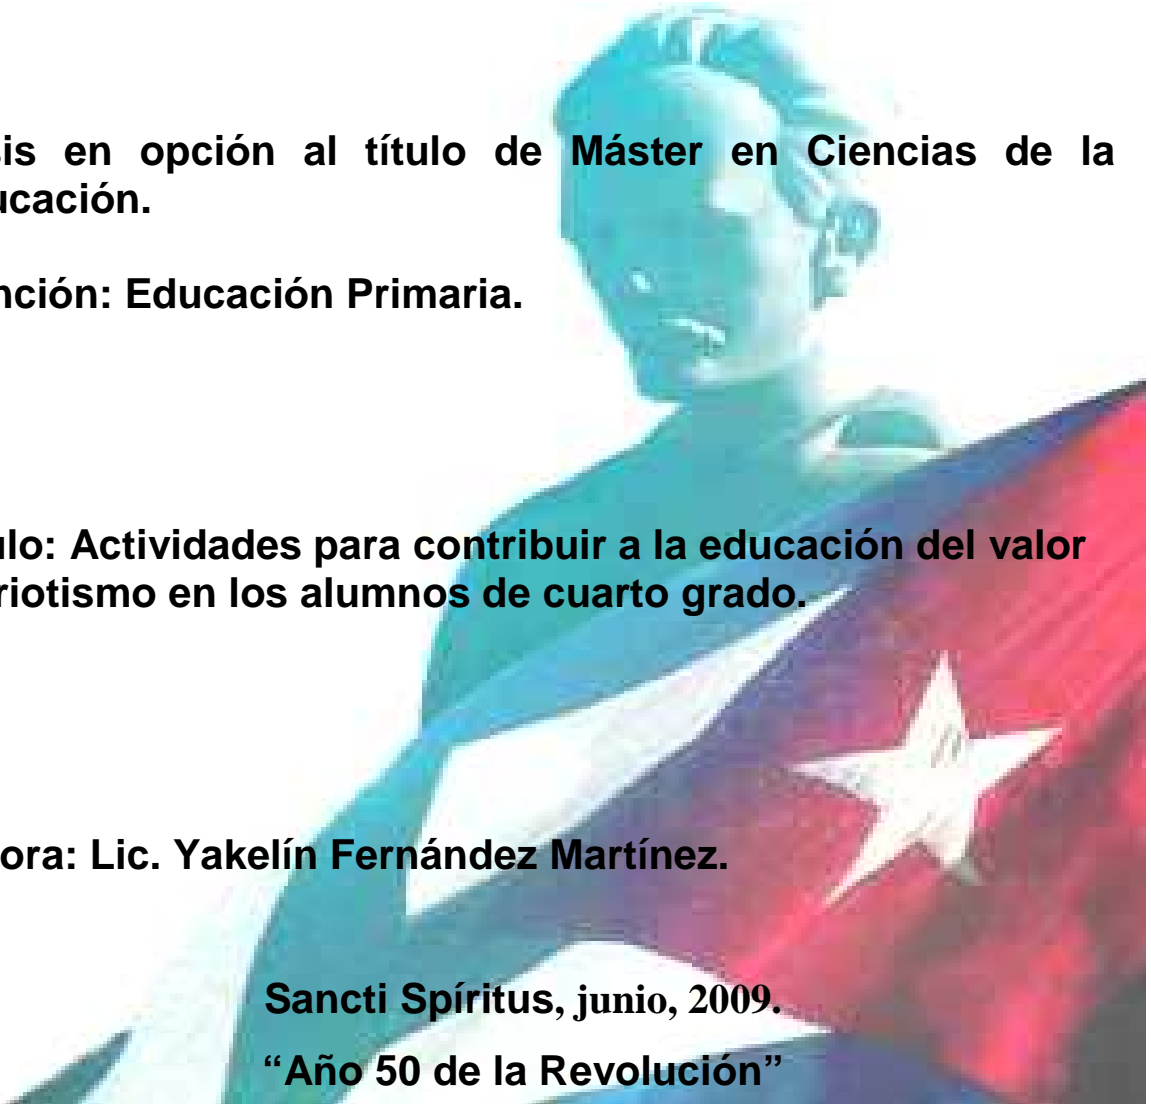 sis en opción al título de Máster en Ciencias de la
ucación.
nción: Educación Primaria.
ulo: Actividades para contribuir a la educación del valor
riotismo en los alumnos de cuarto grado.
ora: Lic. Yakelín Fernández Martínez.
Sancti Spíritus, junio, 2009.
“Año 50 de la Revolución”